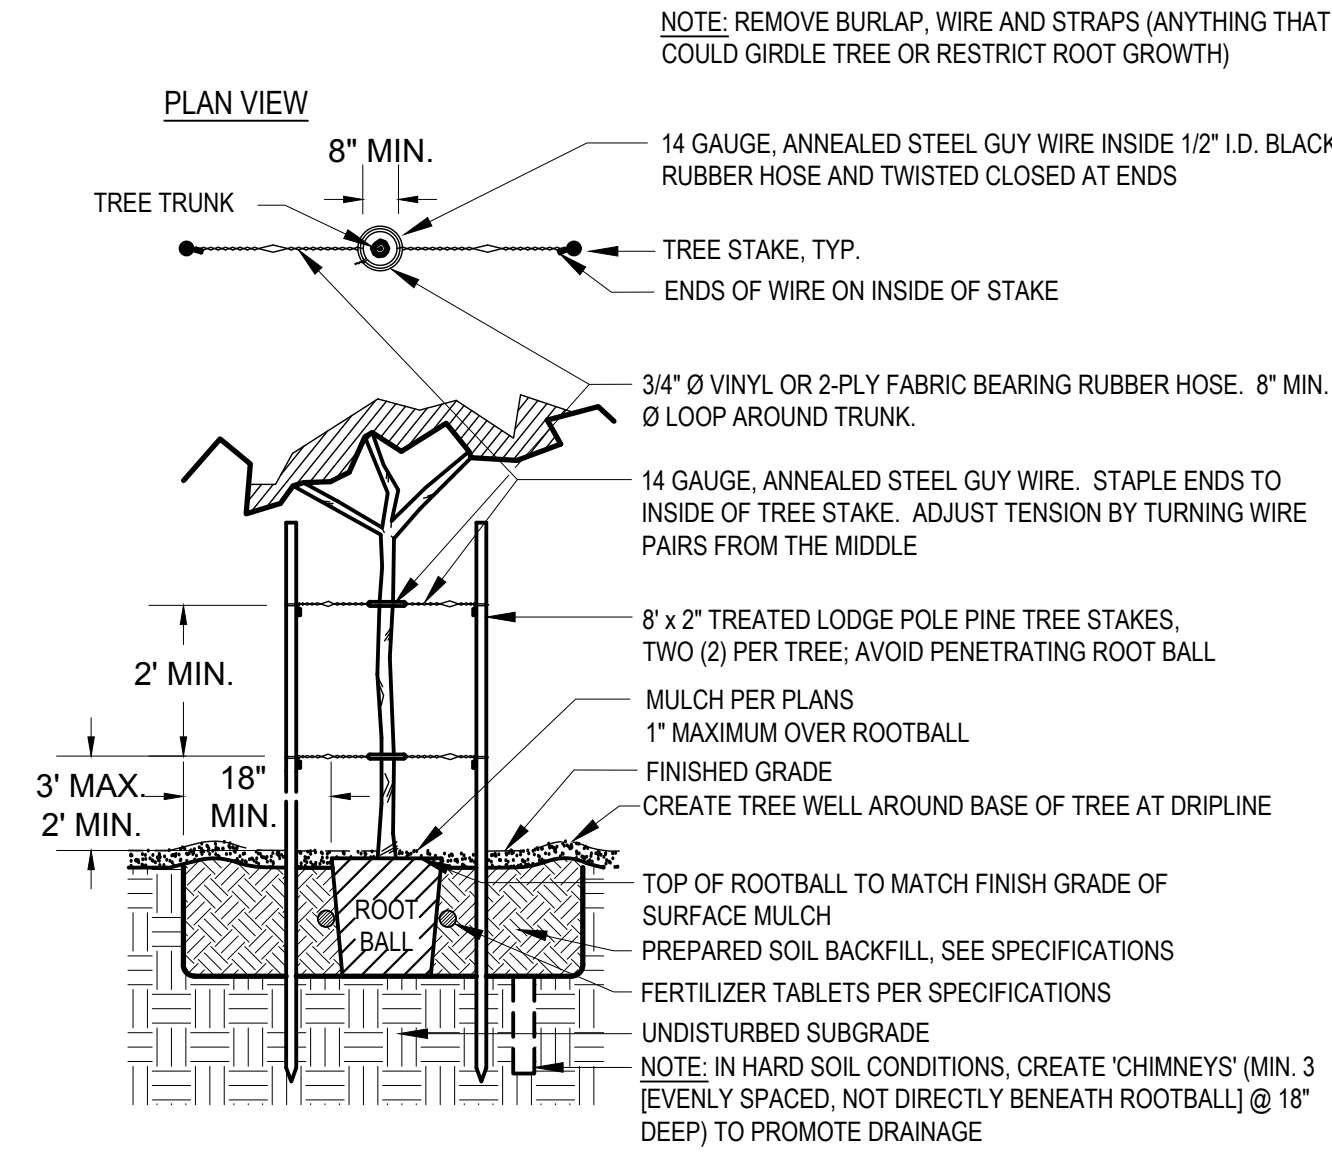 NOTE: REMOVE BURLAP, WIRE AND STRAPS (ANYTHING THAT
COULD GIRDLE TREE OR RESTRICT ROOT GROWTH)
PLAN VIEW
8" MIN.
14 GAUGE, ANNEALED STEEL GUY WIRE INSIDE 1/2" I.D. BLACK
RUBBER HOSE AND TWISTED CLOSED AT ENDS
TREE TRUNK
TREE STAKE, TYP.
ENDS OF WIRE ON INSIDE OF STAKE
3/4" Ø VINYL OR 2-PLY FABRIC BEARING RUBBER HOSE. 8" MIN.
Ø LOOP AROUND TRUNK.
14 GAUGE, ANNEALED STEEL GUY WIRE. STAPLE ENDS TO
INSIDE OF TREE STAKE. ADJUST TENSION BY TURNING WIRE
PAIRS FROM THE MIDDLE
8' x 2" TREATED LODGE POLE PINE TREE STAKES,
TWO (2) PER TREE; AVOID PENETRATING ROOT BALL
2' MIN.
MULCH PER PLANS
1" MAXIMUM OVER ROOTBALL
3' MAX.
2' MIN.
18"
MIN.
FINISHED GRADE
CREATE TREE WELL AROUND BASE OF TREE AT DRIPLINE
TOP OF ROOTBALL TO MATCH FINISH GRADE OF
SURFACE MULCH
ROOT
BALL
PREPARED SOIL BACKFILL, SEE SPECIFICATIONS
FERTILIZER TABLETS PER SPECIFICATIONS
UNDISTURBED SUBGRADE
NOTE: IN HARD SOIL CONDITIONS, CREATE 'CHIMNEYS' (MIN. 3
[EVENLY SPACED, NOT DIRECTLY BENEATH ROOTBALL] @ 18"
DEEP) TO PROMOTE DRAINAGE